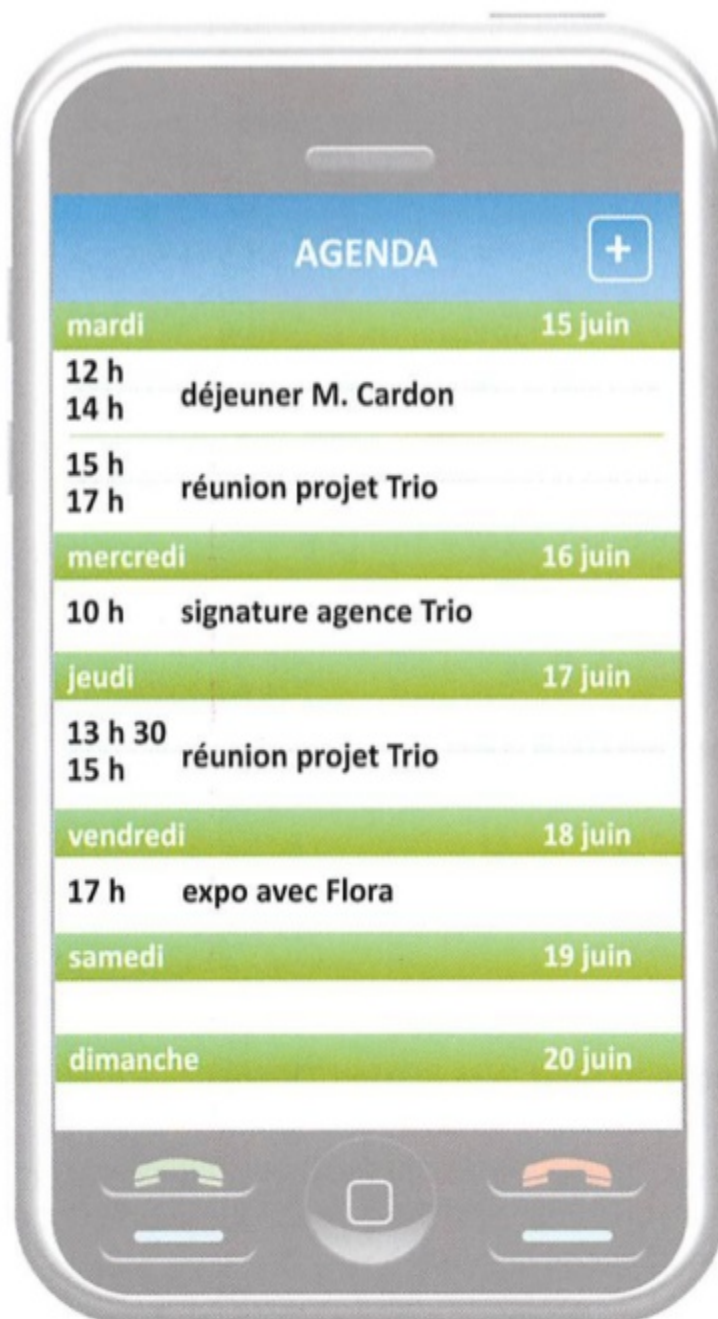 AGENDA +
mardi 15 juin
12 h
14 h
déjeuner M. Cardon
15 h
17 h
réunion projet Trio
mercredi 16 juin
10 h signature agence Trio
jeudi 17 juin
13 h 30
15 h
réunion projet Trio
vendredi 18 juin
17 h expo avec Flora
samedi 19 juin
dimanche 20 juin